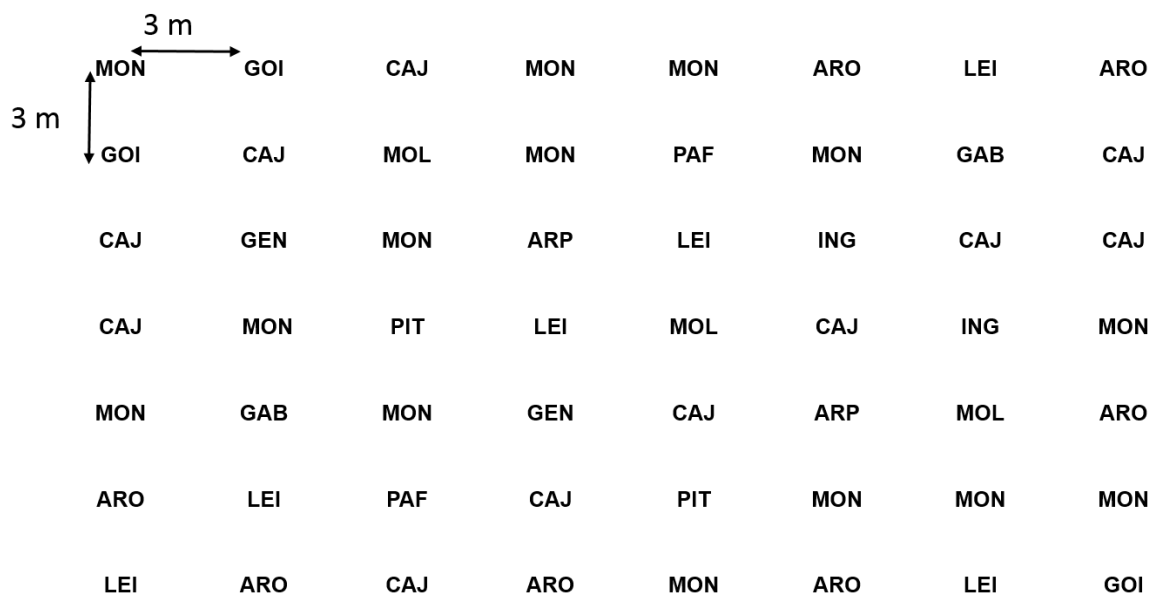 3 m
MON GOI CAJ MON MON ARO LEI ARO
3 m
GOI CAJ MOL MON PAF MON GAB CAJ
CAJ GEN MON ARP LEI ING CAJ CAJ
CAJ MON PIT LEI MOL CAJ ING MON
MON GAB MON GEN CAJ ARP MOL ARO
ARO LEI PAF CAJ PIT MON MON MON
LEI ARO CAJ ARO MON ARO LEI GOI